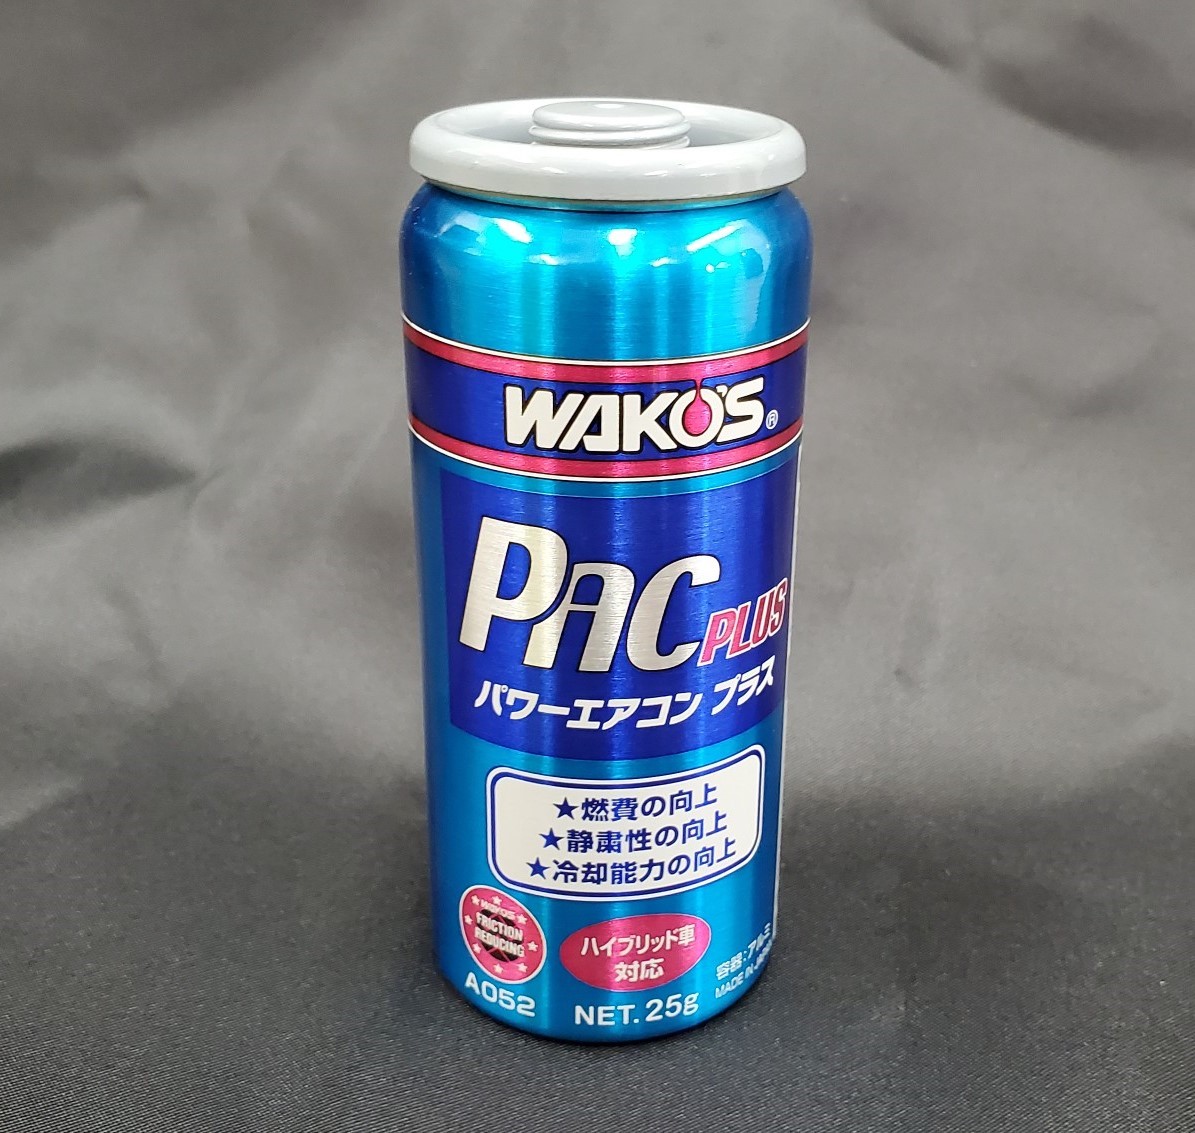 WAKO'S®
PAC PLUS
パワーエアコン プラス
★燃費の向上
★静粛性の向上
★冷却能力の向上
WAKO'S
FRICTION
REDUCING
A052
ハイブリッド車
対応
NET. 25g
容器:アルミ
MADE IN